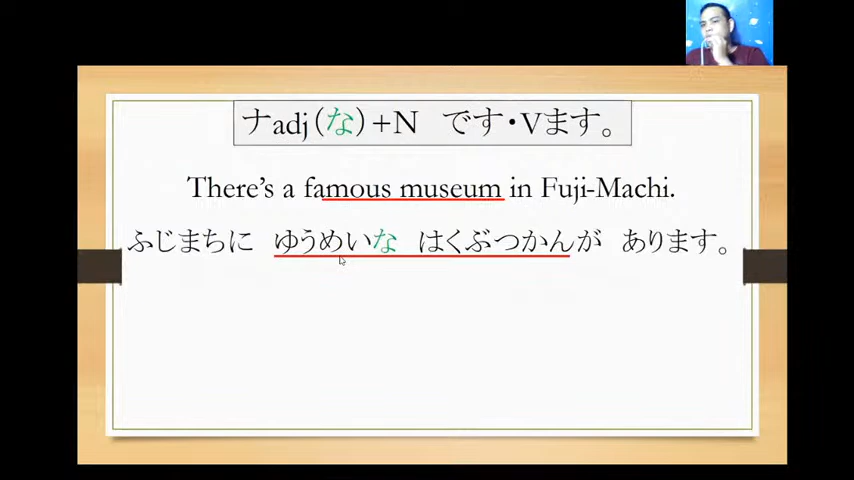 ナadj(な)+N です・Vます。
There's a famous museum in Fuji-Machi.
ふじまちに ゆうめいな はくぶつかんが あります。